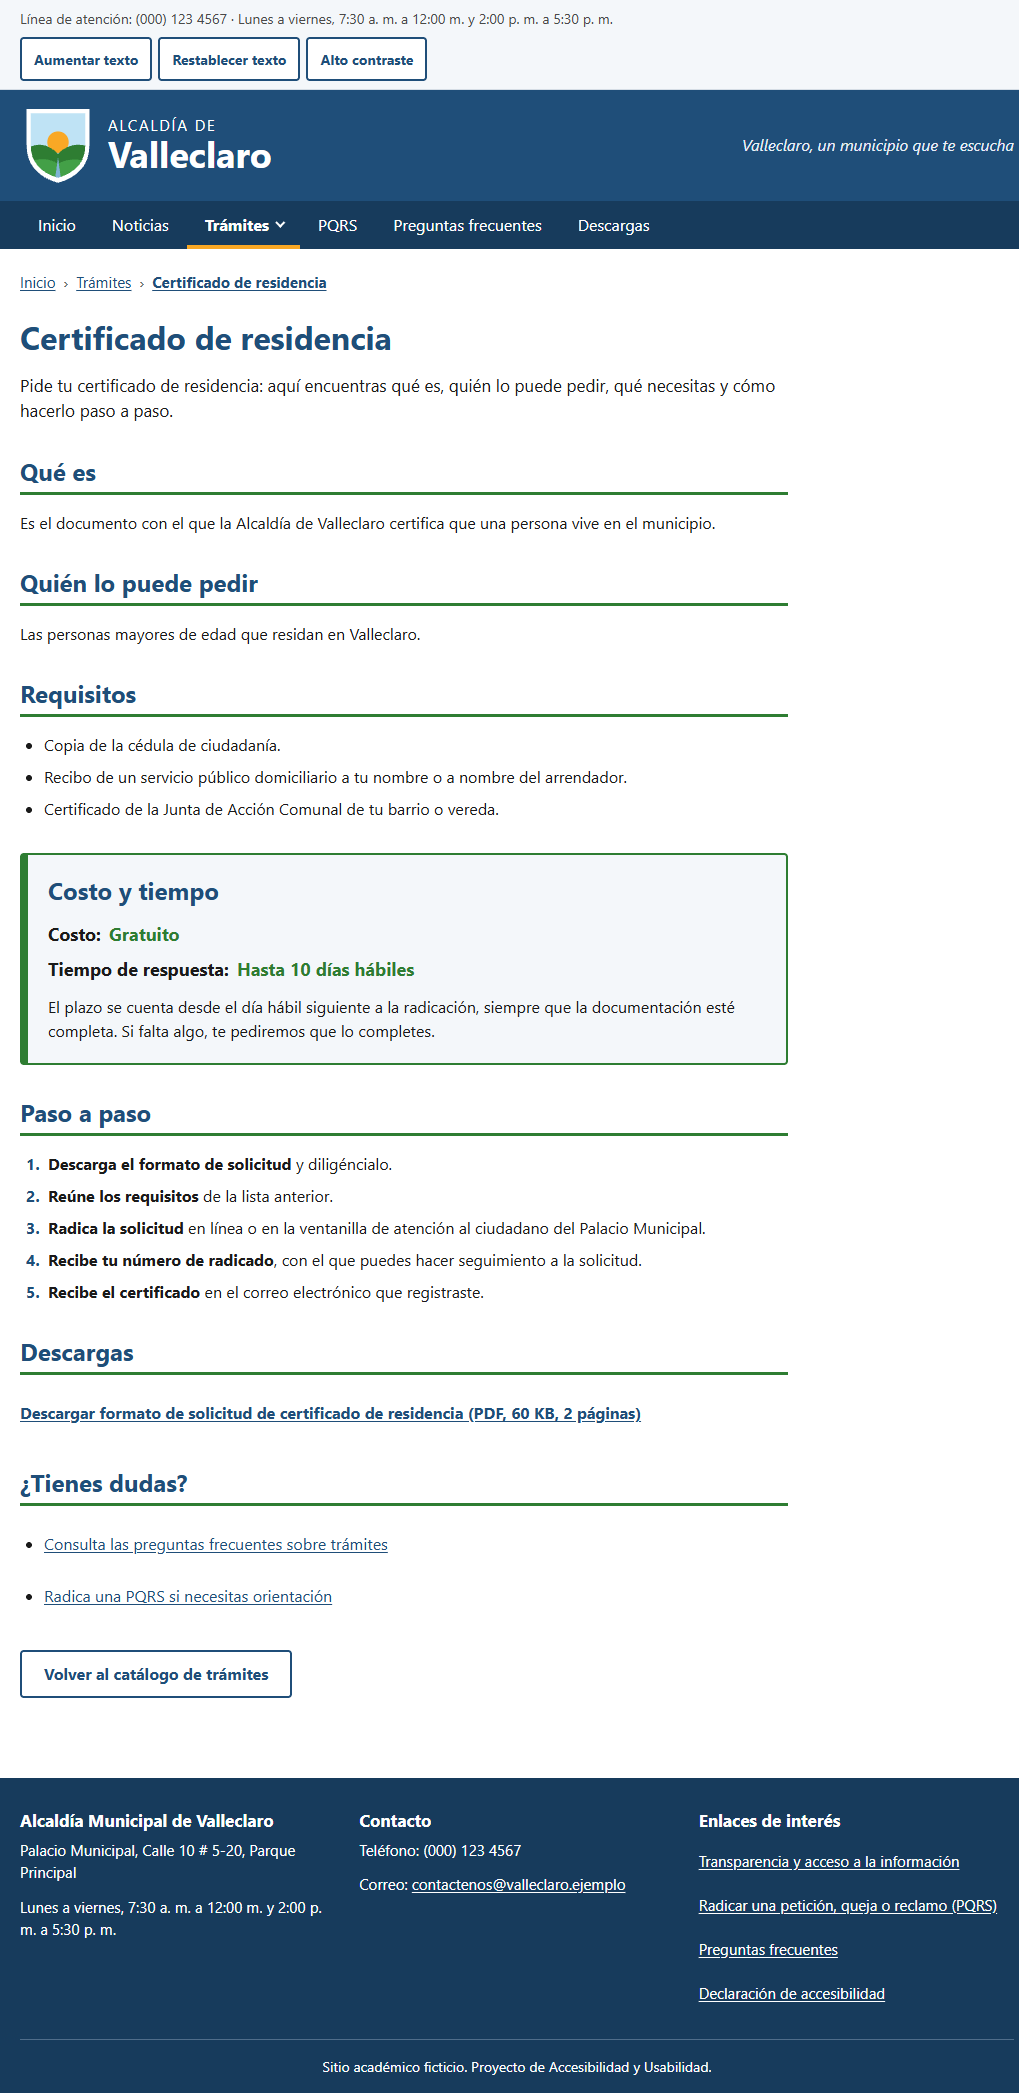 Línea de atención: (000) 123 4567 · Lunes a viernes, 7:30 a. m. a 12:00 m. y 2:00 p. m. a 5:30 p. m.
Aumentar texto
Restablecer texto
Alto contraste
ALCALDÍA DE
Valleclaro
Valleclaro, un municipio que te escucha
Inicio
Noticias
Trámites
PQRS
Preguntas frecuentes
Descargas
Inicio › Trámites › Certificado de residencia
Certificado de residencia
Pide tu certificado de residencia: aquí encuentras qué es, quién lo puede pedir, qué necesitas y cómo
hacerlo paso a paso.
Qué es
Es el documento con el que la Alcaldía de Valleclaro certifica que una persona vive en el municipio.
Quién lo puede pedir
Las personas mayores de edad que residan en Valleclaro.
Requisitos
• Copia de la cédula de ciudadanía.
• Recibo de un servicio público domiciliario a tu nombre o a nombre del arrendador.
• Certificado de la Junta de Acción Comunal de tu barrio o vereda.
Costo y tiempo
Costo: Gratuito
Tiempo de respuesta: Hasta 10 días hábiles
El plazo se cuenta desde el día hábil siguiente a la radicación, siempre que la documentación esté
completa. Si falta algo, te pediremos que lo completes.
Paso a paso
1. Descarga el formato de solicitud y diligéncialo.
2. Reúne los requisitos de la lista anterior.
3. Radica la solicitud en línea o en la ventanilla de atención al ciudadano del Palacio Municipal.
4. Recibe tu número de radicado, con el que puedes hacer seguimiento a la solicitud.
5. Recibe el certificado en el correo electrónico que registraste.
Descargas
Descargar formato de solicitud de certificado de residencia (PDF, 60 KB, 2 páginas)
¿Tienes dudas?
• Consulta las preguntas frecuentes sobre trámites
• Radica una PQRS si necesitas orientación
Volver al catálogo de trámites
Alcaldía Municipal de Valleclaro
Palacio Municipal, Calle 10 # 5-20, Parque
Principal
Lunes a viernes, 7:30 a. m. a 12:00 m. y 2:00 p.
m. a 5:30 p. m.
Contacto
Teléfono: (000) 123 4567
Correo: contactenos@valleclaro.ejemplo
Enlaces de interés
Transparencia y acceso a la información
Radicar una petición, queja o reclamo (PQRS)
Preguntas frecuentes
Declaración de accesibilidad
Sitio académico ficticio. Proyecto de Accesibilidad y Usabilidad.